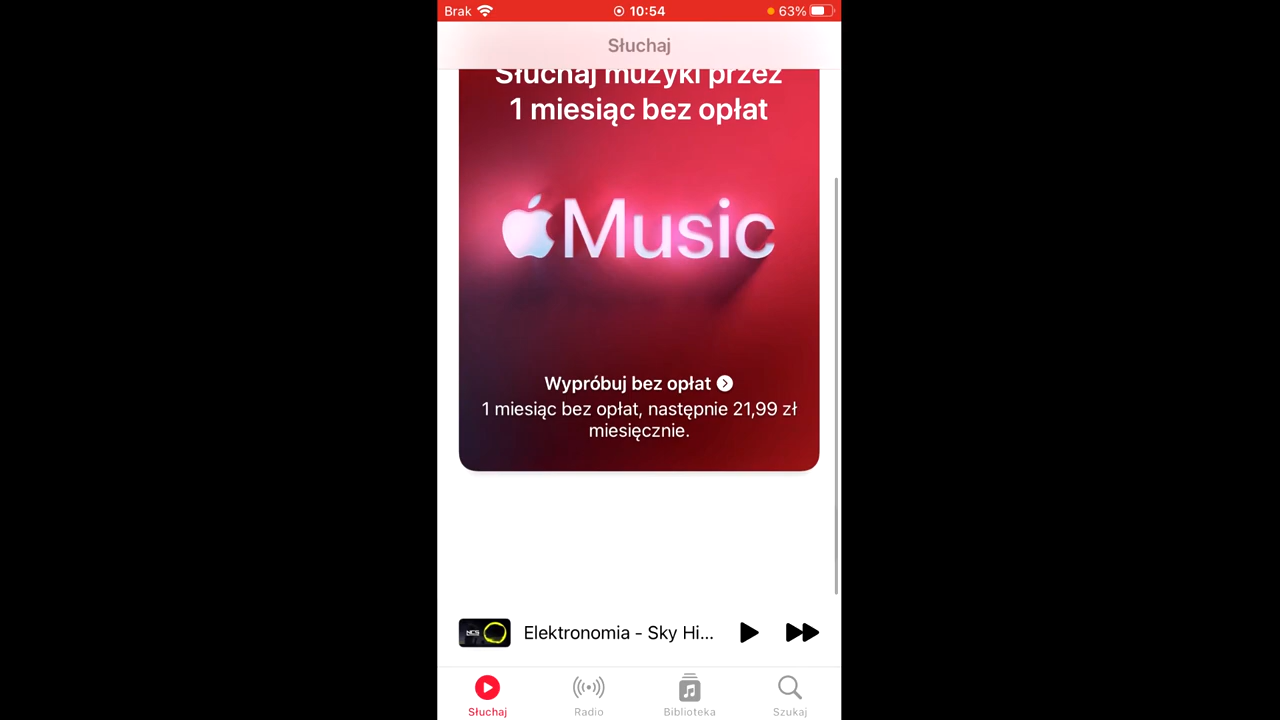 Brak 10:54 63%
Słuchaj
Słuchaj muzyki przez
1 miesiąc bez opłat
Music
Wypróbuj bez opłat
1 miesiąc bez opłat, następnie 21,99 zł
miesięcznie.
NCS
Elektronomia - Sky Hi...
Słuchaj Radio Biblioteka Szukaj